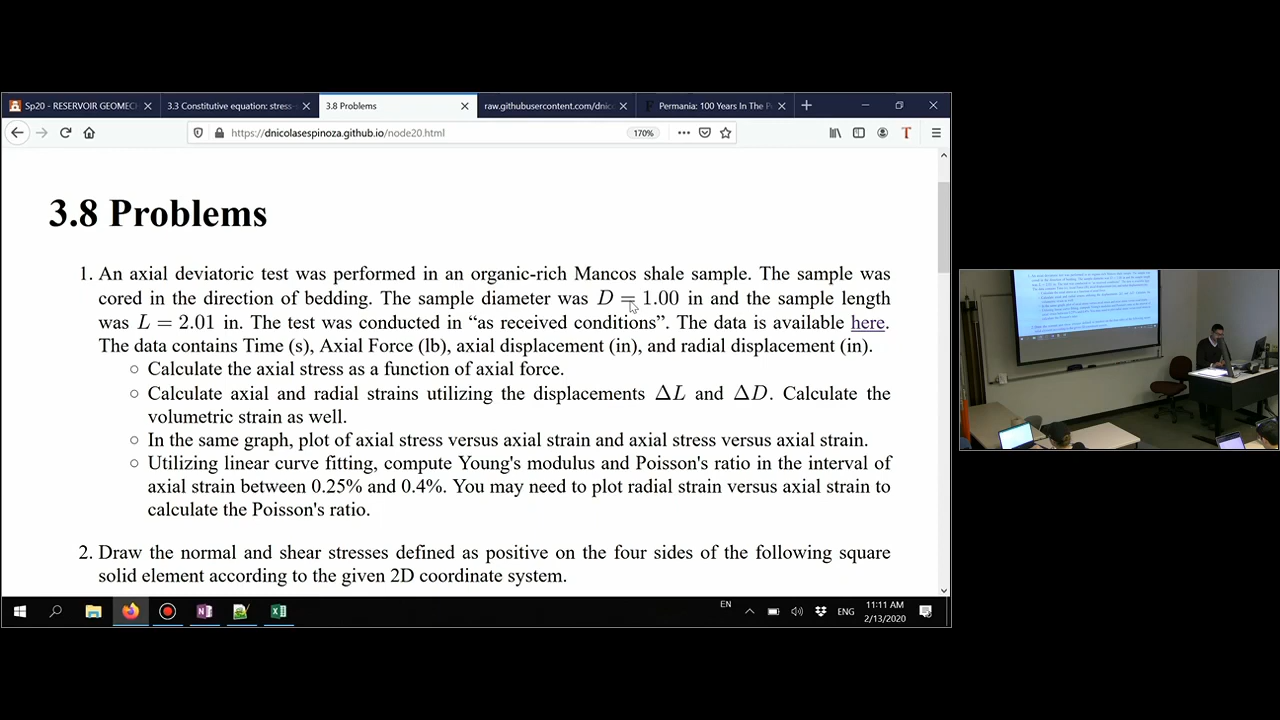 Sp20 - RESERVOIR GEOMEC
3.3 Constitutive equation: stress-
3.8 Problems
raw.githubusercontent.com/dnic
Permania: 100 Years In The P
https://dnicolasespinoza.github.io/node20.html
170%
3.8 Problems
1. An axial deviatoric test was performed in an organic-rich Mancos shale sample. The sample was
cored in the direction of bedding. The sample diameter was D = 1.00 in and the sample length
was L = 2.01 in. The test was conducted in “as received conditions”. The data is available here.
The data contains Time (s), Axial Force (lb), axial displacement (in), and radial displacement (in).
Calculate the axial stress as a function of axial force.
Calculate axial and radial strains utilizing the displacements ΔL and ΔD. Calculate the
volumetric strain as well.
In the same graph, plot of axial stress versus axial strain and axial stress versus axial strain.
Utilizing linear curve fitting, compute Young's modulus and Poisson's ratio in the interval of
axial strain between 0.25% and 0.4%. You may need to plot radial strain versus axial strain to
calculate the Poisson's ratio.
2. Draw the normal and shear stresses defined as positive on the four sides of the following square
solid element according to the given 2D coordinate system.
EN
ENG
11:11 AM
2/13/2020